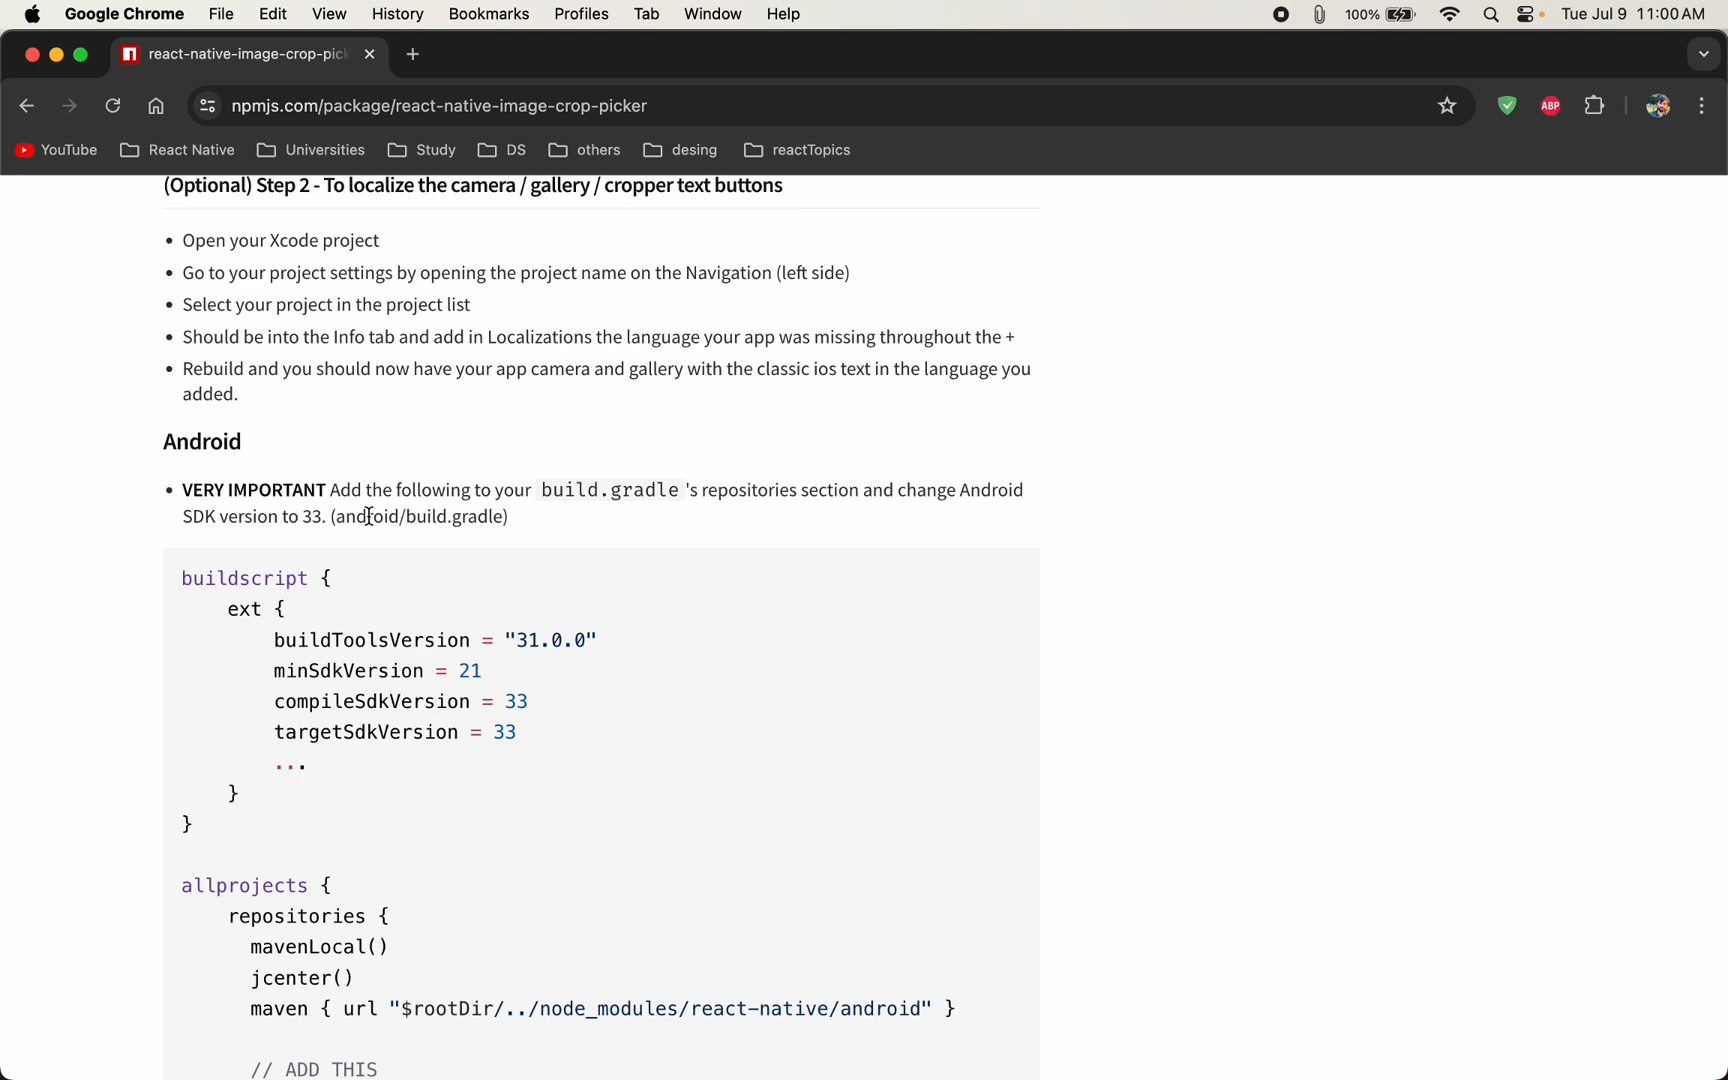 Google Chrome File Edit View History Bookmarks Profiles Tab Window Help 100% Tue Jul 9 11:00 AM
react-native-image-crop-pick
npmjs.com/package/react-native-image-crop-picker ABP
YouTube React Native Universities Study DS others desing reactTopics
(Optional) Step 2 - To localize the camera / gallery / cropper text buttons
• Open your Xcode project
• Go to your project settings by opening the project name on the Navigation (left side)
• Select your project in the project list
• Should be into the Info tab and add in Localizations the language your app was missing throughout the +
• Rebuild and you should now have your app camera and gallery with the classic ios text in the language you
added.
Android
• VERY IMPORTANT Add the following to your build.gradle 's repositories section and change Android
SDK version to 33. (android/build.gradle)
buildscript {
ext {
buildToolsVersion = "31.0.0"
minSdkVersion = 21
compileSdkVersion = 33
targetSdkVersion = 33
...
}
}
allprojects {
repositories {
mavenLocal()
jcenter()
maven { url "$rootDir/../node_modules/react-native/android" }
// ADD THIS